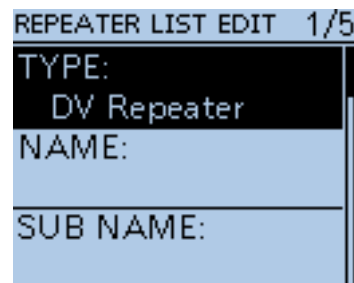 REPEATER LIST EDIT 1/5
TYPE:
DV Repeater
NAME:
SUB NAME: